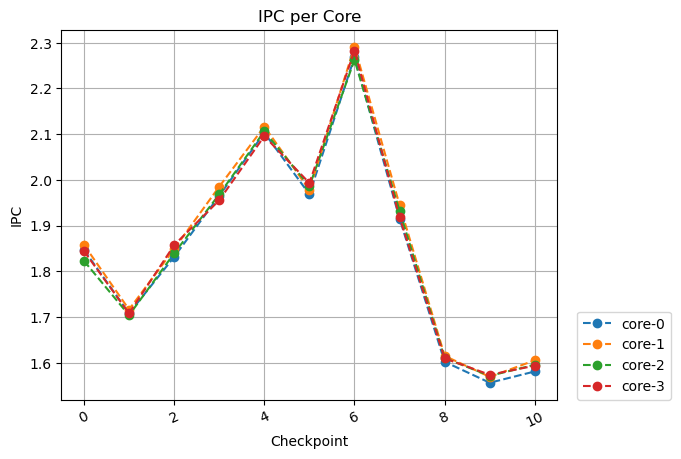 IPC per Core
2.3
2.2
2.1
2.0
1.9
1.8
1.7
1.6
IPC
0 2 4 6 8 10
Checkpoint
core-0
core-1
core-2
core-3